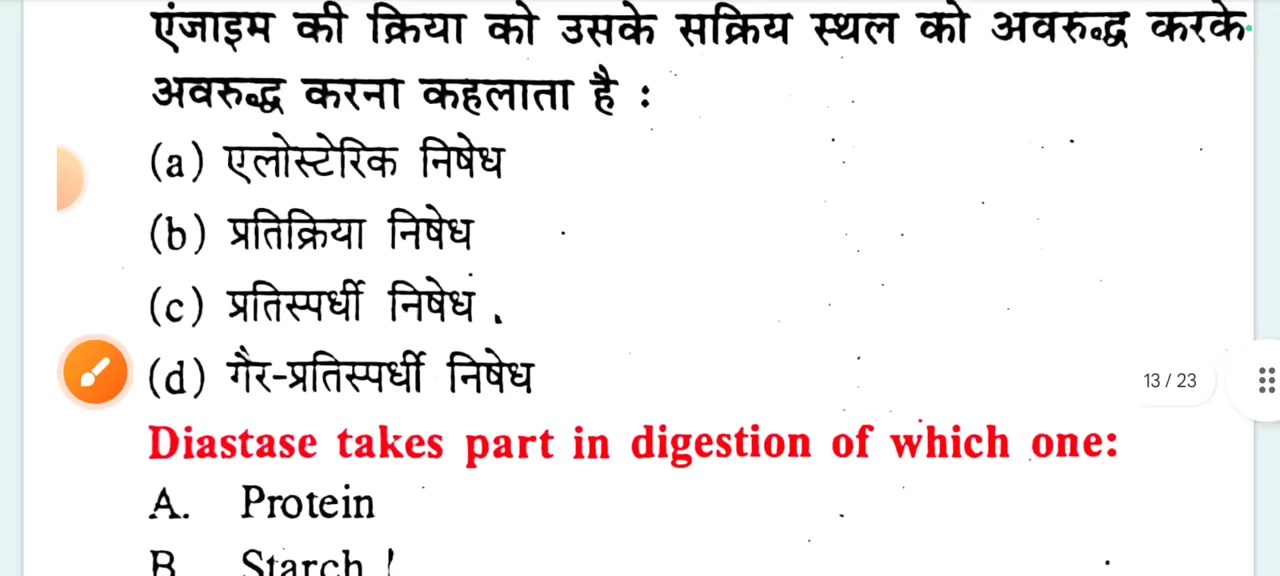 एंजाइम की क्रिया को उसके सक्रिय स्थल को अवरुद्ध करके
अवरुद्ध करना कहलाता है :
(a) एलोस्टेरिक निषेध
(b) प्रतिक्रिया निषेध
(c) प्रतिस्पर्धी निषेध .
(d) गैर-प्रतिस्पर्धी निषेध
13 / 23
Diastase takes part in digestion of which one:
A. Protein
B Starch